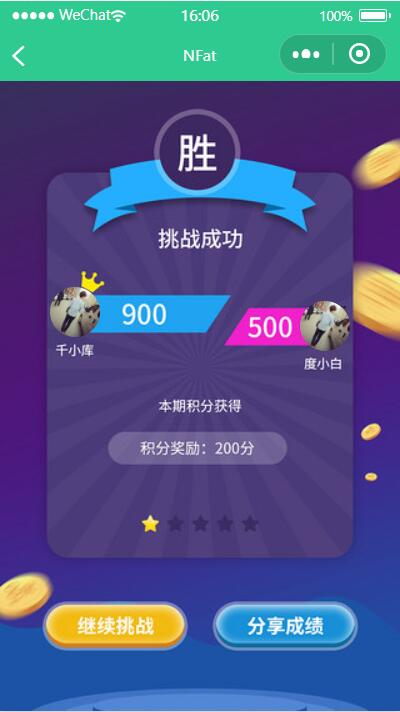 WeChat 16:06 100%
NFat
胜
挑战成功
900
500
千小库
度小白
本期积分获得
积分奖励：200分
继续挑战 分享成绩